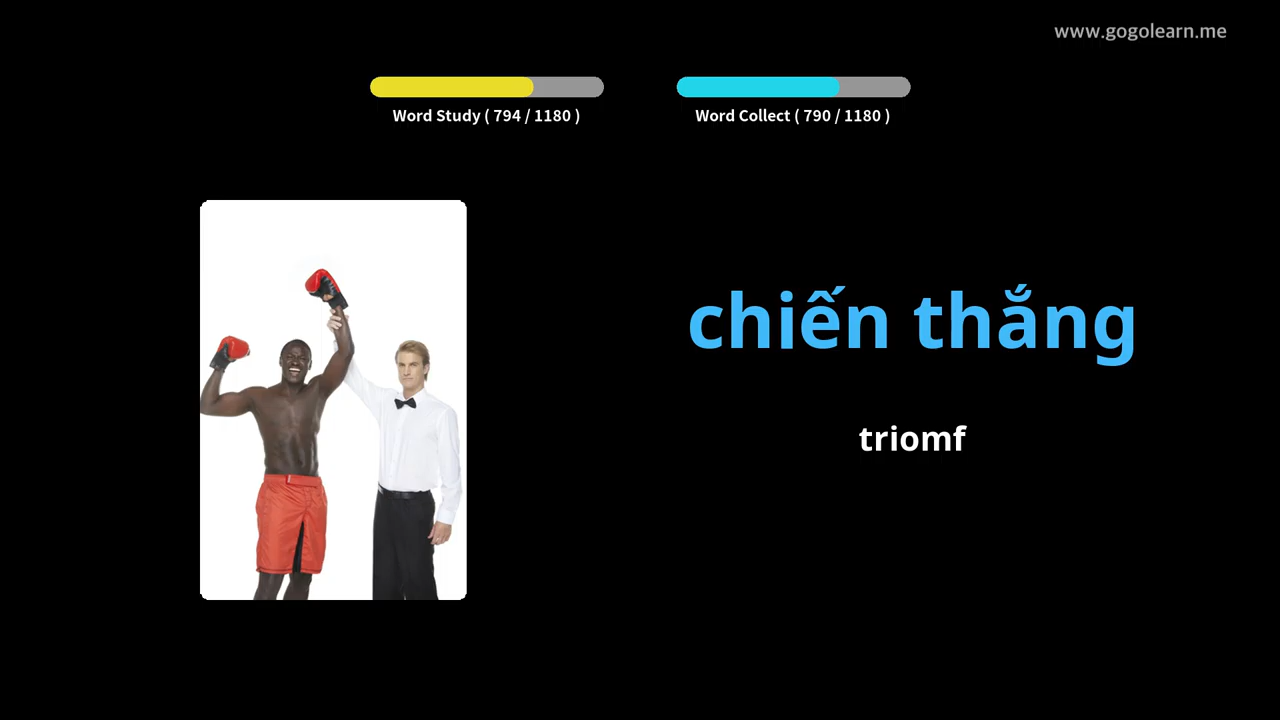 www.gogolearn.me
Word Study ( 794 / 1180 )
Word Collect ( 790 / 1180 )
chiến thắng
triomf